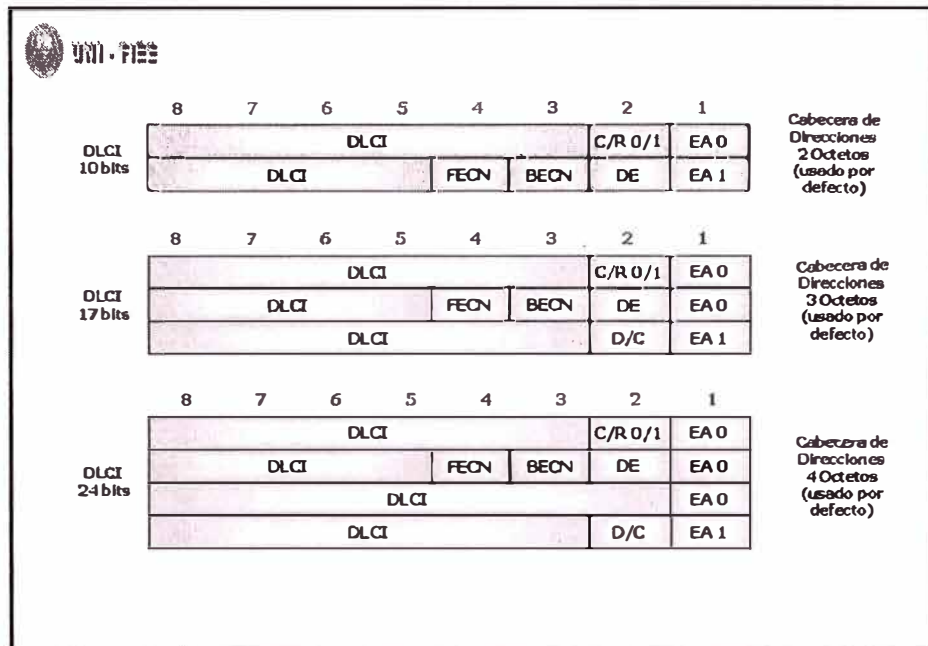 UNI - FIEE
8 7 6 5 4 3 2 1
DLCI
10 bits
DLCI C/R 0/1 EA 0
DLCI FECN BECN DE EA 1
Cabecera de
Direcciones
2 Octetos
(usado por
defecto)
8 7 6 5 4 3 2 1
DLCI
17 bits
DLCI C/R 0/1 EA 0
DLCI FECN BECN DE EA 0
DLCI D/C EA 1
Cabecera de
Direcciones
3 Octetos
(usado por
defecto)
8 7 6 5 4 3 2 1
DLCI
24 bits
DLCI C/R 0/1 EA 0
DLCI FECN BECN DE EA 0
DLCI EA 0
DLCI D/C EA 1
Cabecera de
Direcciones
4 Octetos
(usado por
defecto)